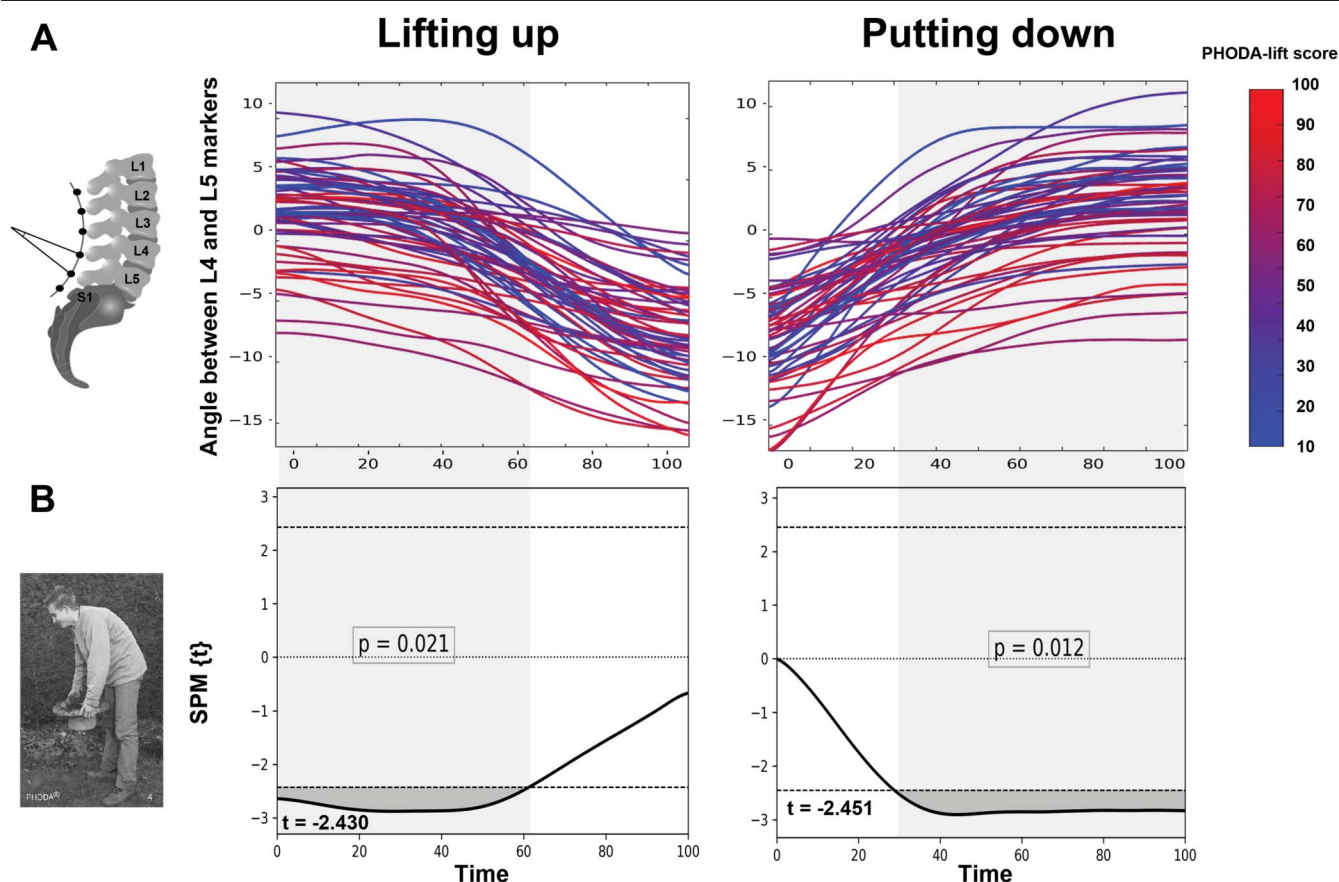 A
Lifting up
Putting down
PHODA-lift score
L1
L2
L3
L4
L5
S1
Angle between L4 and L5 markers
10
5
0
−5
−10
−15
0 20 40 60 80 100
10
5
0
−5
−10
−15
0 20 40 60 80 100
100
90
80
70
60
50
40
30
20
10
B
PHODA(R) 4
SPM {t}
3
2
1
0
−1
−2
−3
p = 0.021
t = -2.430
0 20 40 60 80 100
Time
3
2
1
0
−1
−2
−3
p = 0.012
t = -2.451
0 20 40 60 80 100
Time